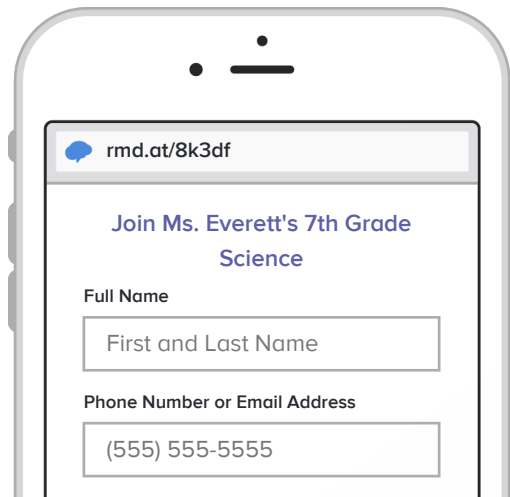 rmd.at/8k3df
Join Ms. Everett's 7th Grade
Science
Full Name
First and Last Name
Phone Number or Email Address
(555) 555-5555